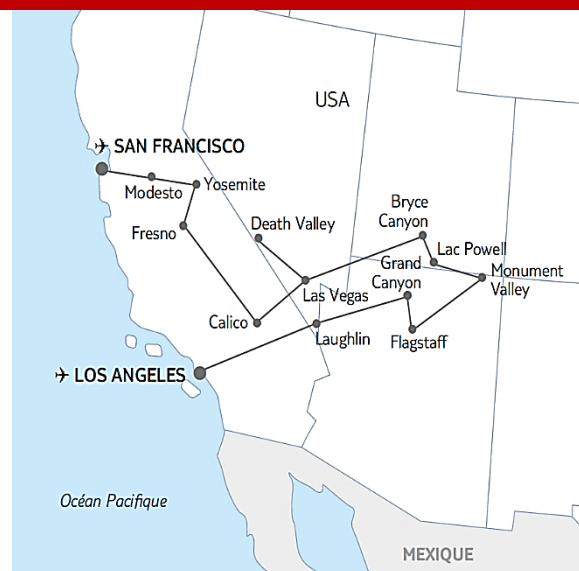 USA
✈ SAN FRANCISCO
Modesto
Yosemite
Fresno
Death Valley
Bryce
Canyon
Lac Powell
Grand
Canyon
Monument
Valley
Las Vegas
Calico
Laughlin
Flagstaff
✈ LOS ANGELES
Océan Pacifique
MEXIQUE